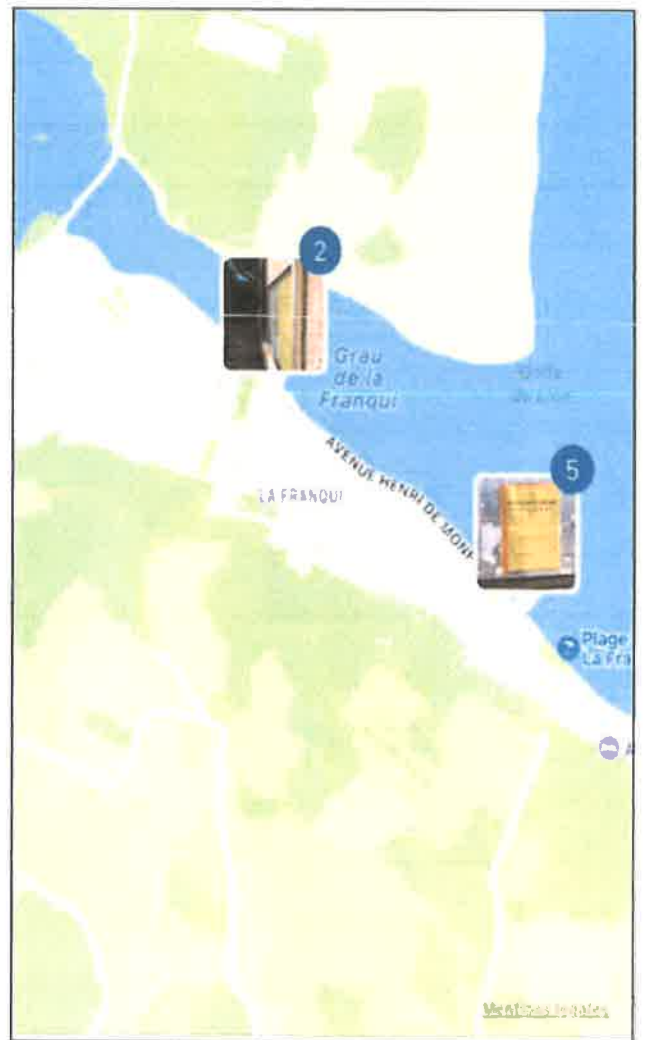 2
Grau
de la
Franqui
5
AVENUE HENRI DE MONF
LA FRANQUI
Plage
La Fra
A